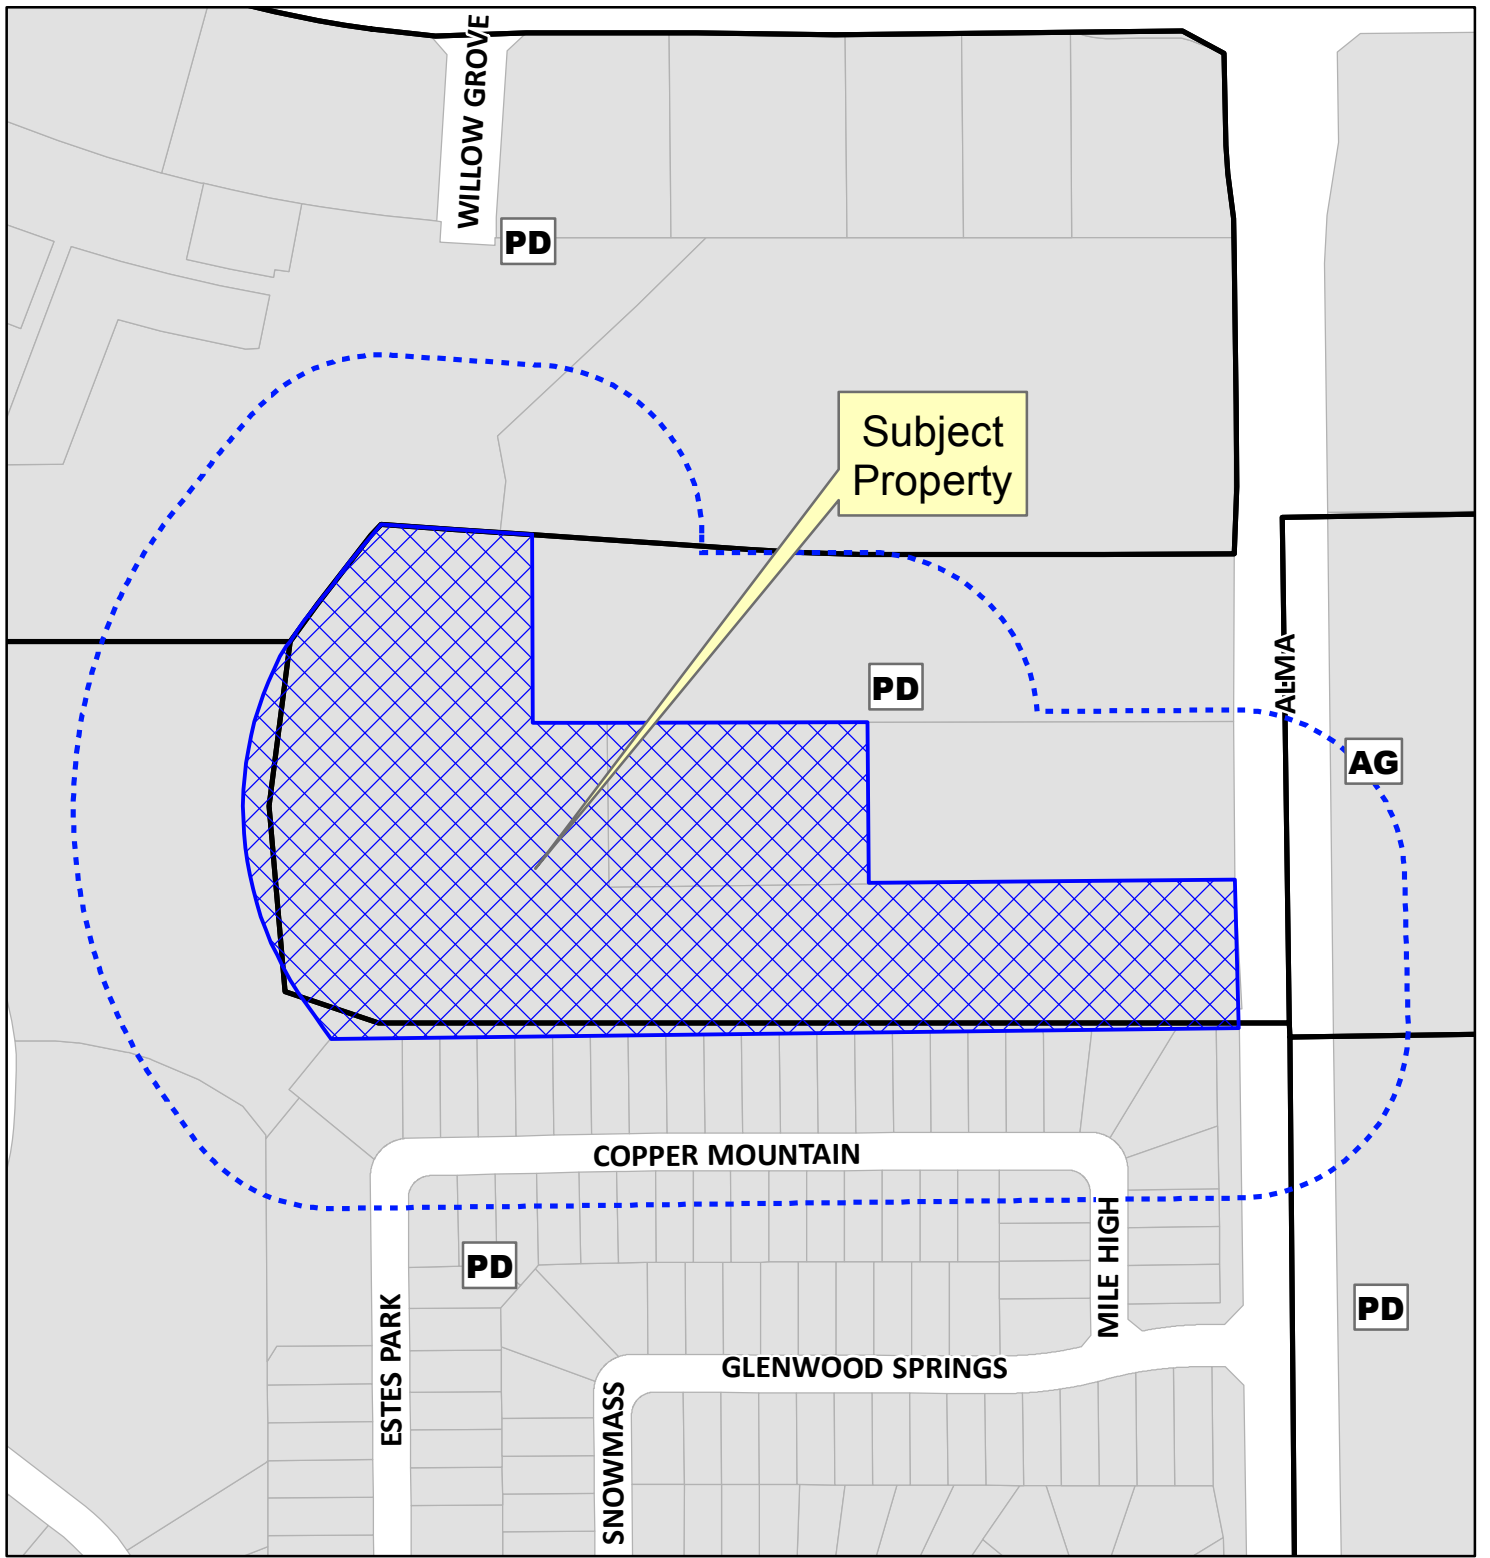 WILLOW GROVE
PD
Subject
Property
ALMA
PD
AG
COPPER MOUNTAIN
MILE HIGH
PD
ESTES PARK
PD
GLENWOOD SPRINGS
SNOWMASS